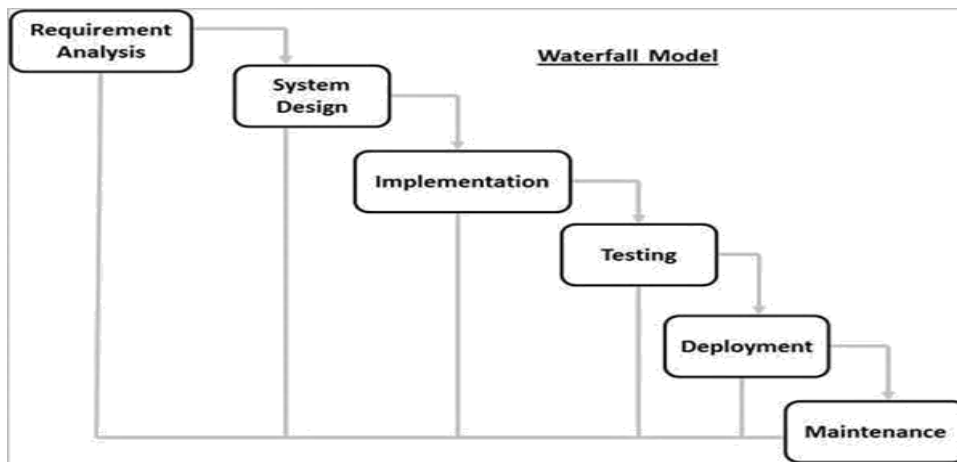 Requirement
Analysis
Waterfall Model
System
Design
Implementation
Testing
Deployment
Maintenance